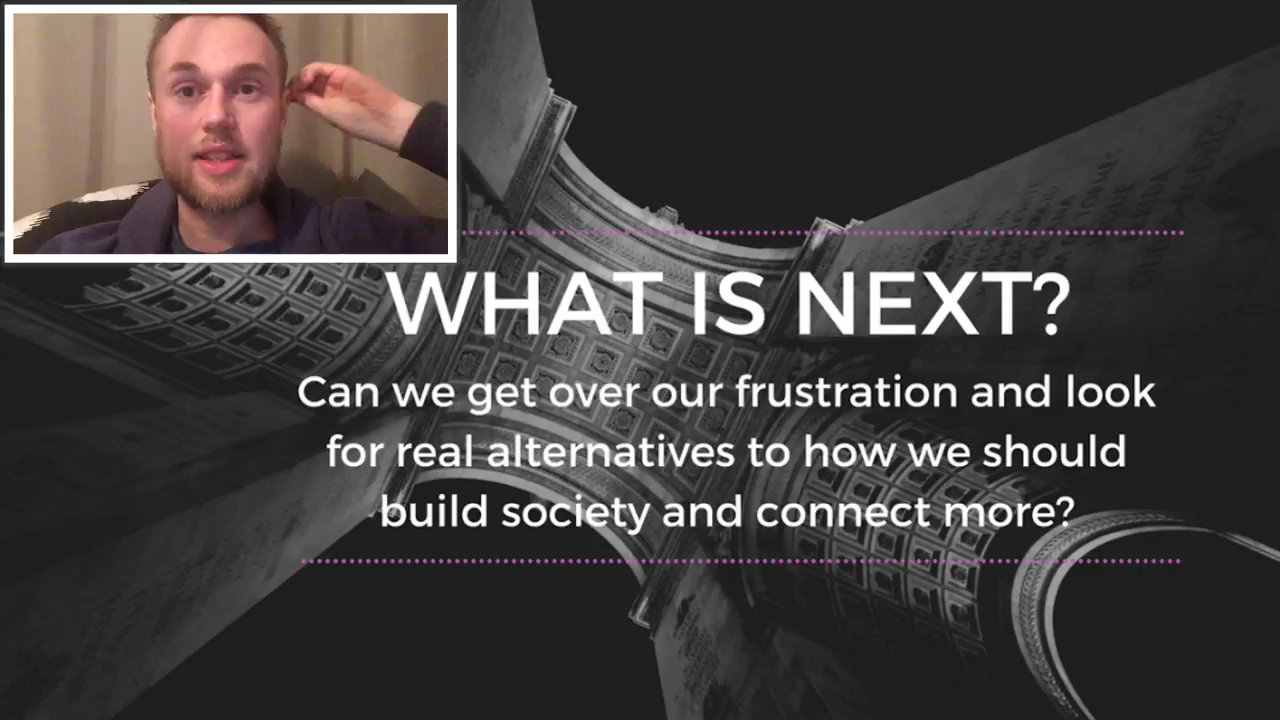 WHAT IS NEXT?
Can we get over our frustration and look
for real alternatives to how we should
build society and connect more?